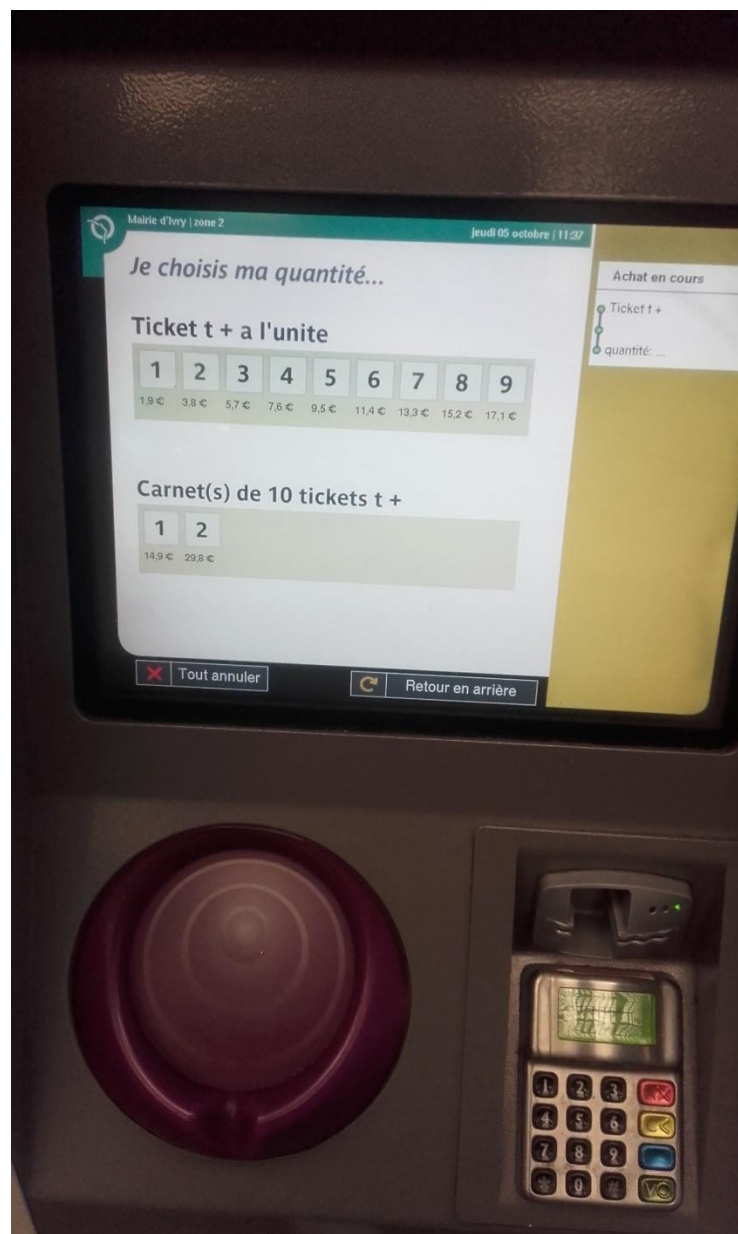 Mairie d'Ivry | zone 2
jeudi 05 octobre | 11:37
Je choisis ma quantité...
Ticket t + a l'unite
1 2 3 4 5 6 7 8 9
1,9 € 3,8 € 5,7 € 7,6 € 9,5 € 11,4 € 13,3 € 15,2 € 17,1 €
Carnet(s) de 10 tickets t +
1 2
14,9 € 29,8 €
Tout annuler
Retour en arrière
Achat en cours
Ticket t +
quantité: ...
1 2 3
4 5 6
7 8 9
* 0 #